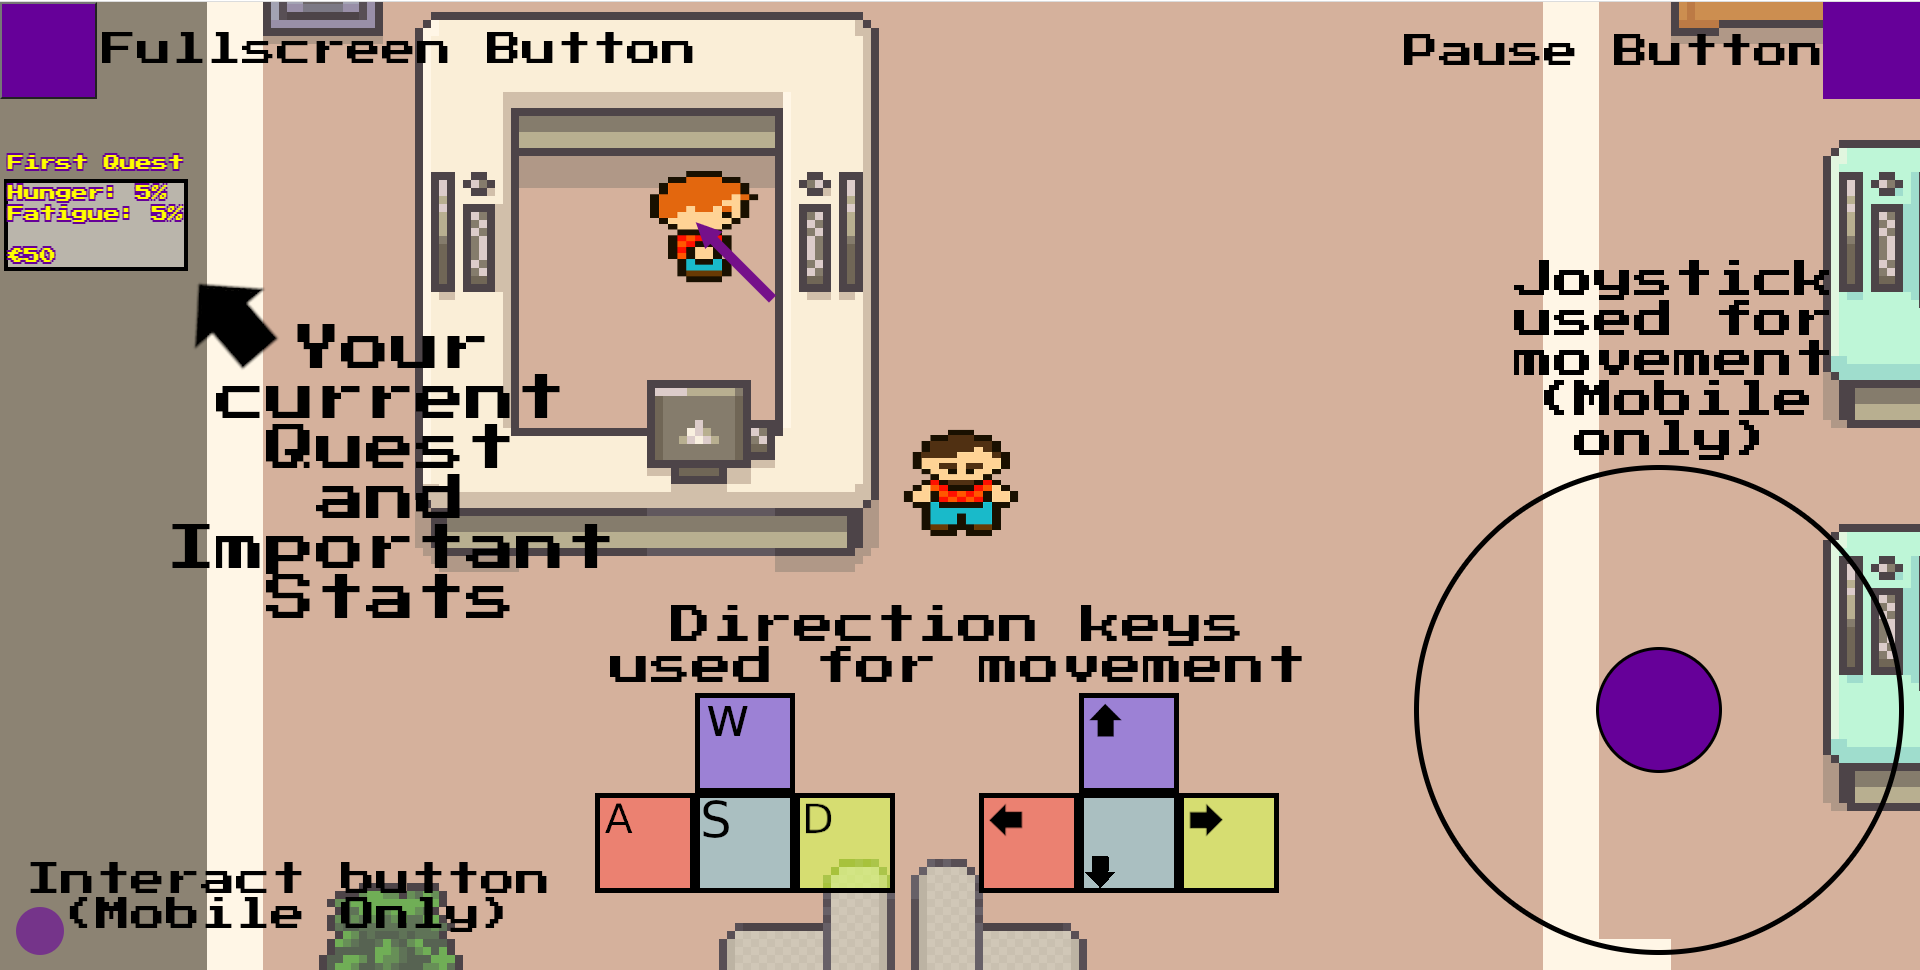 Fullscreen Button
Pause Button
First Quest
Hunger: 5%
Fatigue: 5%
€50
Your
current
Quest
and
Important
Stats
Joystick
used for
movement
(Mobile
only)
Direction keys
used for movement
W
A S D
Interact button
(Mobile Only)